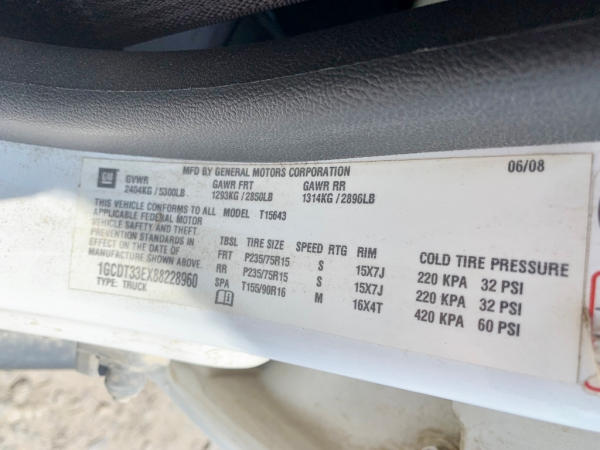 MFD BY GENERAL MOTORS CORPORATION 06/08
GM GVWR GAWR FRT GAWR RR
2404KG / 5300LB 1293KG / 2850LB 1314KG / 2896LB
THIS VEHICLE CONFORMS TO ALL MODEL T15643
APPLICABLE FEDERAL MOTOR
VEHICLE SAFETY AND THEFT
PREVENTION STANDARDS IN
EFFECT ON THE DATE OF
MANUFACTURE SHOWN ABOVE.
1GCDT33EX88228960
TYPE: TRUCK
TBSL TIRE SIZE SPEED RTG RIM COLD TIRE PRESSURE
FRT P235/75R15 S 15X7J 220 KPA 32 PSI
RR P235/75R15 S 15X7J 220 KPA 32 PSI
SPA T155/90R16 M 16X4T 420 KPA 60 PSI